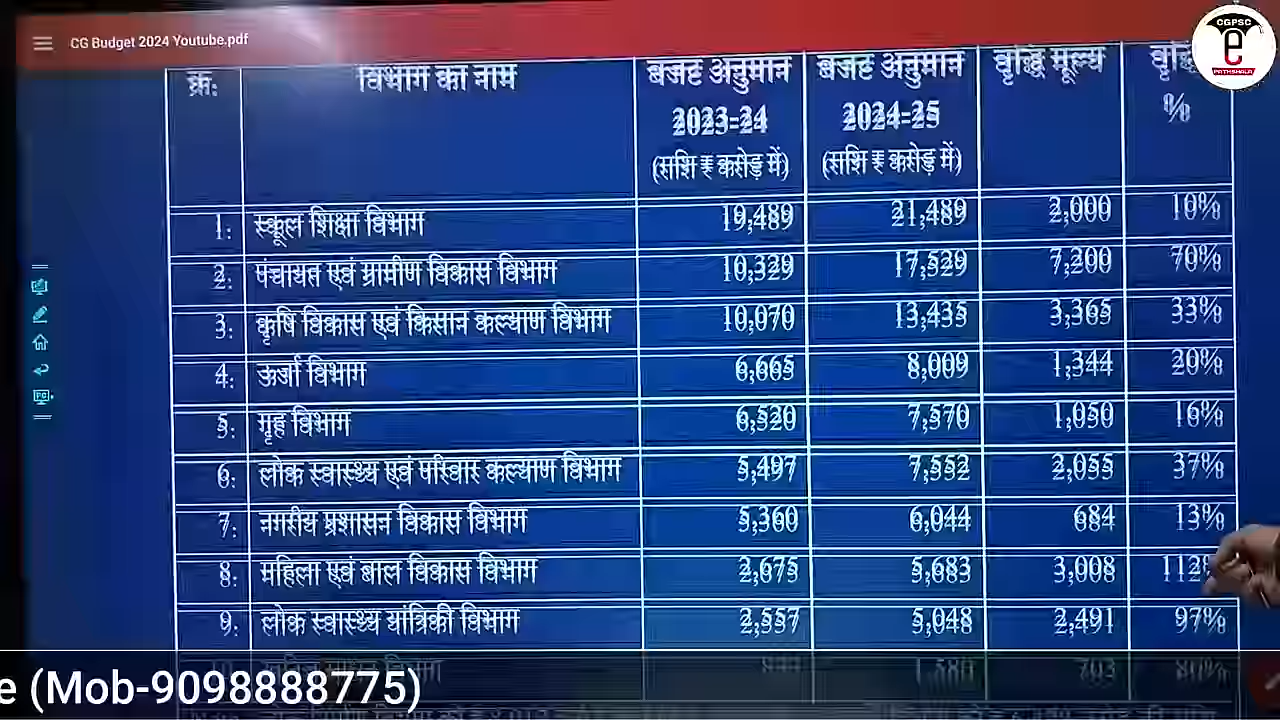 CG Budget 2024 Youtube.pdf
CGPSC
e
PATHSHALA
क्र. विभाग का नाम बजट अनुमान 2023-24 (राशि ₹ करोड़ में) बजट अनुमान 2024-25 (राशि ₹ करोड़ में) वृद्धि मूल्य %
1. स्कूल शिक्षा विभाग 19,489 21,489 2,000 10%
2. पंचायत एवं ग्रामीण विकास विभाग 10,329 17,529 7,200 70%
3. कृषि विकास एवं किसान कल्याण विभाग 10,070 13,435 3,365 33%
4. ऊर्जा विभाग 6,665 8,009 1,344 20%
5. गृह विभाग 6,520 7,570 1,050 16%
6. लोक स्वास्थ्य एवं परिवार कल्याण विभाग 5,497 7,552 2,055 37%
7. नगरीय प्रशासन विकास विभाग 5,360 6,044 684 13%
8. महिला एवं बाल विकास विभाग 2,675 5,683 3,008 112%
9. लोक स्वास्थ्य यांत्रिकी विभाग 2,557 5,048 2,491 97%
विभाग 703 80%
e (Mob-9098888775)